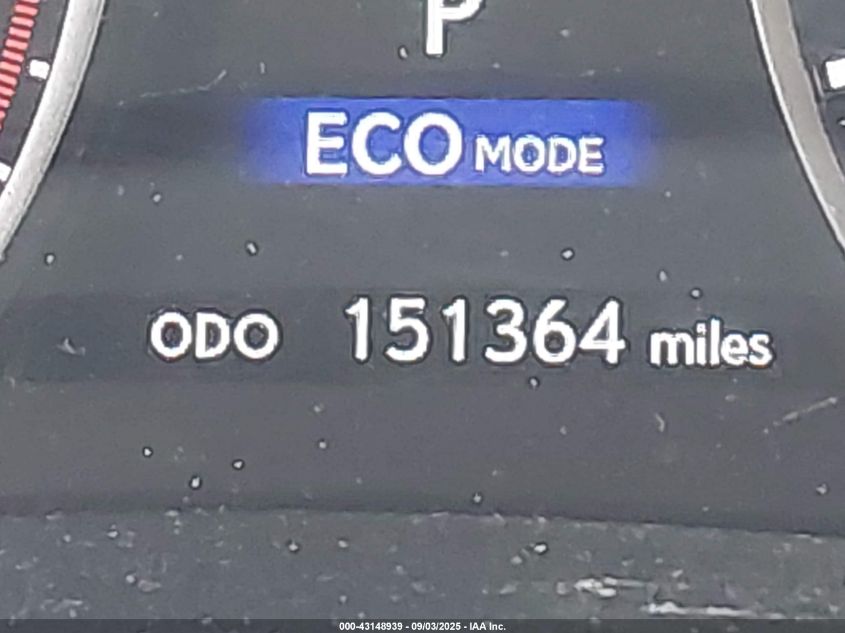 P
ECO MODE
ODO 151364 miles
000-43148939 - 09/03/2025 - IAA Inc.